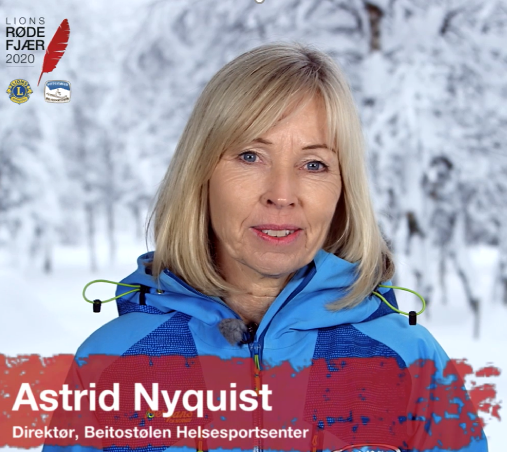 LIONS
RØDE
FJÆR
2020
L
Astrid Nyquist
Direktør, Beitostølen Helsesportsenter